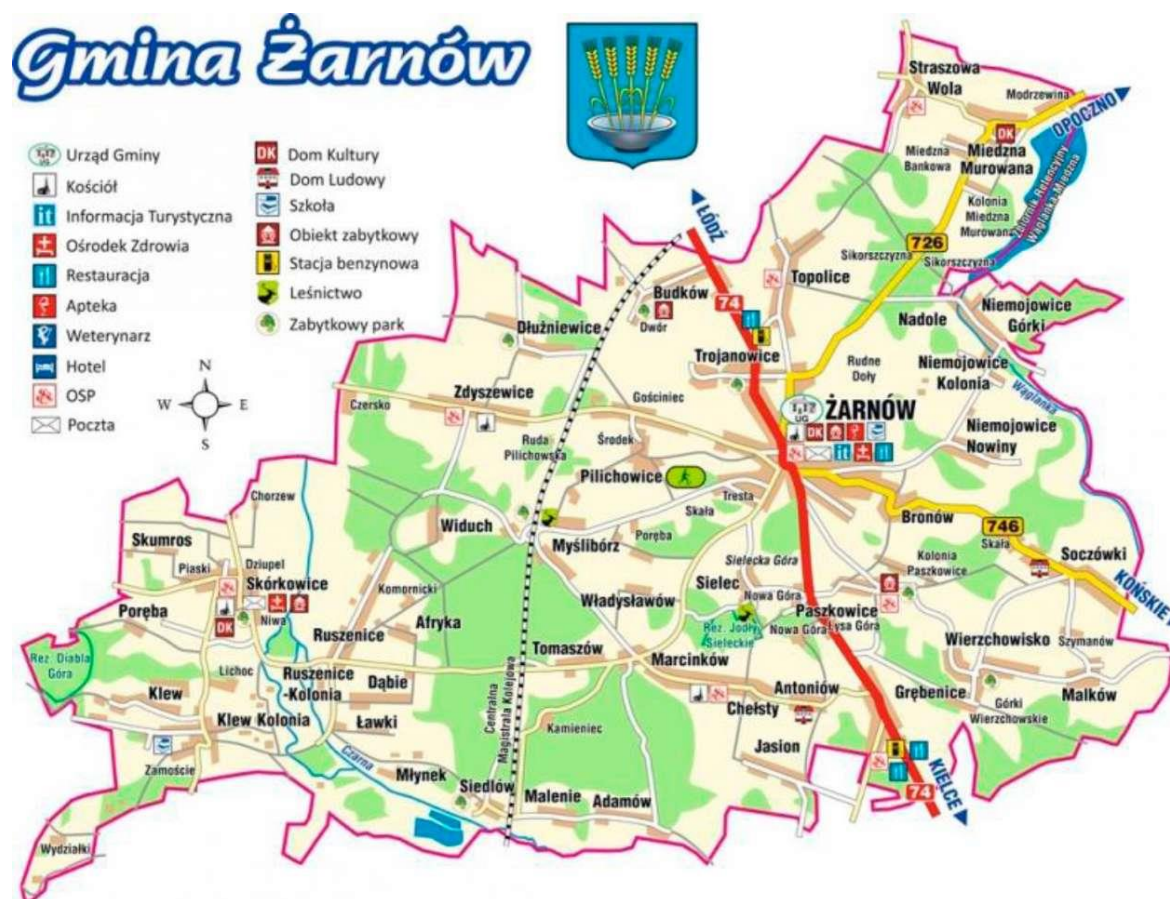 Gmina Żarnów
Urząd Gminy
Kościół
Informacja Turystyczna
Ośrodek Zdrowia
Restauracja
Apteka
Weterynarz
Hotel
OSP
Poczta
DK
Dom Kultury
Dom Ludowy
Szkoła
Obiekt zabytkowy
Stacja benzynowa
Leśnictwo
Zabytkowy park
UG
it
N
W
E
S
Straszowa
Wola
Modrzewina
OPOCZNO
DK
Miedzna
Murowana
Miedzna
Bankowa
Kolonia
Miedzna
Murowana
Zbiornik Retencyjny
Wąglanka-Miedzna
726
Sikorszczyzna
Sikorszczyzna
ŁÓDŹ
Topolice
Budków
Dwór
74
Dłużniewice
Trojanowice
Nadole
Niemojowice
Górki
Rudne
Doły
Niemojowice
Kolonia
Wąglanka
Zdyszewice
Czersko
Gościniec
UG
ŻARNÓW
DK
it
Niemojowice
Nowiny
Ruda
Pilichowska
Środek
Pilichowice
Tresta
Skała
Bronów
746
Skała
Soczówki
KOŃSKIE
Chorzew
Widuch
Myślibórz
Poręba
Sielecka Góra
Kolonia
Paszkowice
Skumros
Piaski
Dziupel
Skórkowice
Komornicki
Sielec
Nowa Góra
Paszkowice
Nowa Góra
Łysa Góra
Poręba
DK
Niwa
Władysławów
Rez. Jodły
Sieleckie
Afryka
Ruszenice
Wierzchowisko
Szymanów
Rez. Diabla
Góra
Lichoc
Tomaszów
Marcinków
Klew
Ruszenice
-Kolonia
Dąbie
Antoniów
Grębenice
Malków
Chełsty
Górki
Wierzchowskie
Klew Kolonia
Ławki
Centralna
Magistrala Kolejowa
Kamieniec
Jasion
Zamoście
Czarna
Młynek
Siedlów
Malenie
Adamów
KIELCE
74
Wydziałki